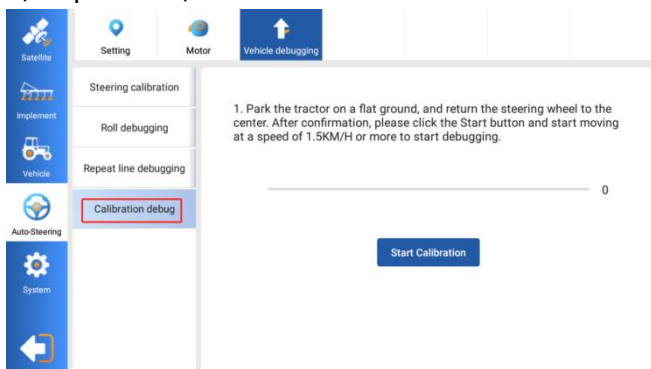 Satellite
Setting
Motor
Vehicle debugging
Implement
Vehicle
Auto-Steering
System
Steering calibration
Roll debugging
Repeat line debugging
Calibration debug
1. Park the tractor on a flat ground, and return the steering wheel to the
center. After confirmation, please click the Start button and start moving
at a speed of 1.5KM/H or more to start debugging.
0
Start Calibration